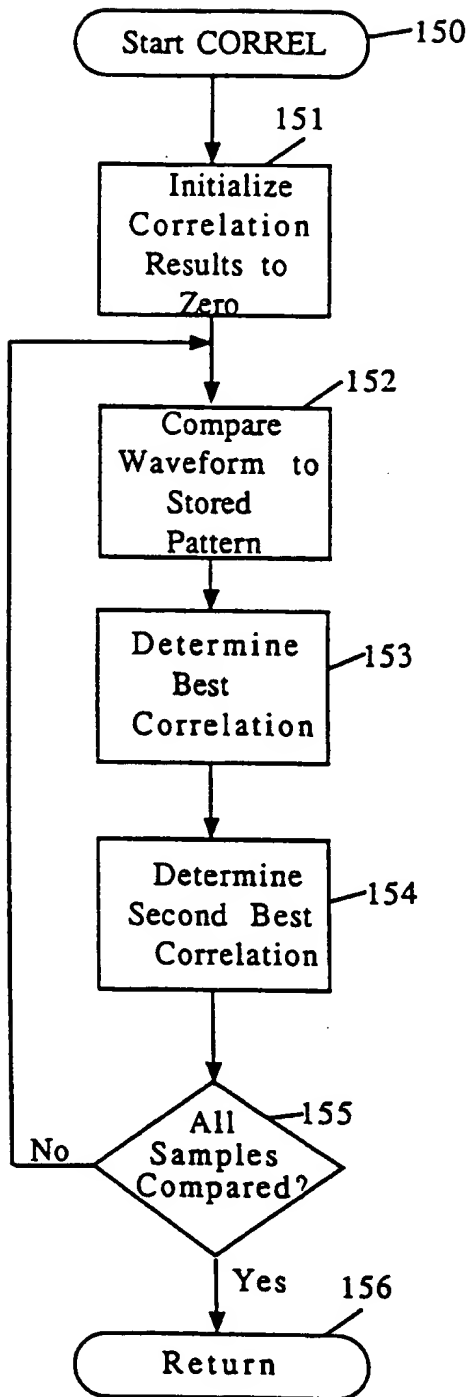 Start CORREL
150
151
Initialize
Correlation
Results to
Zero
152
Compare
Waveform to
Stored
Pattern
Determine
Best
Correlation
153
Determine
Second Best
Correlation
154
All
Samples
Compared?
155
No
Yes
156
Return